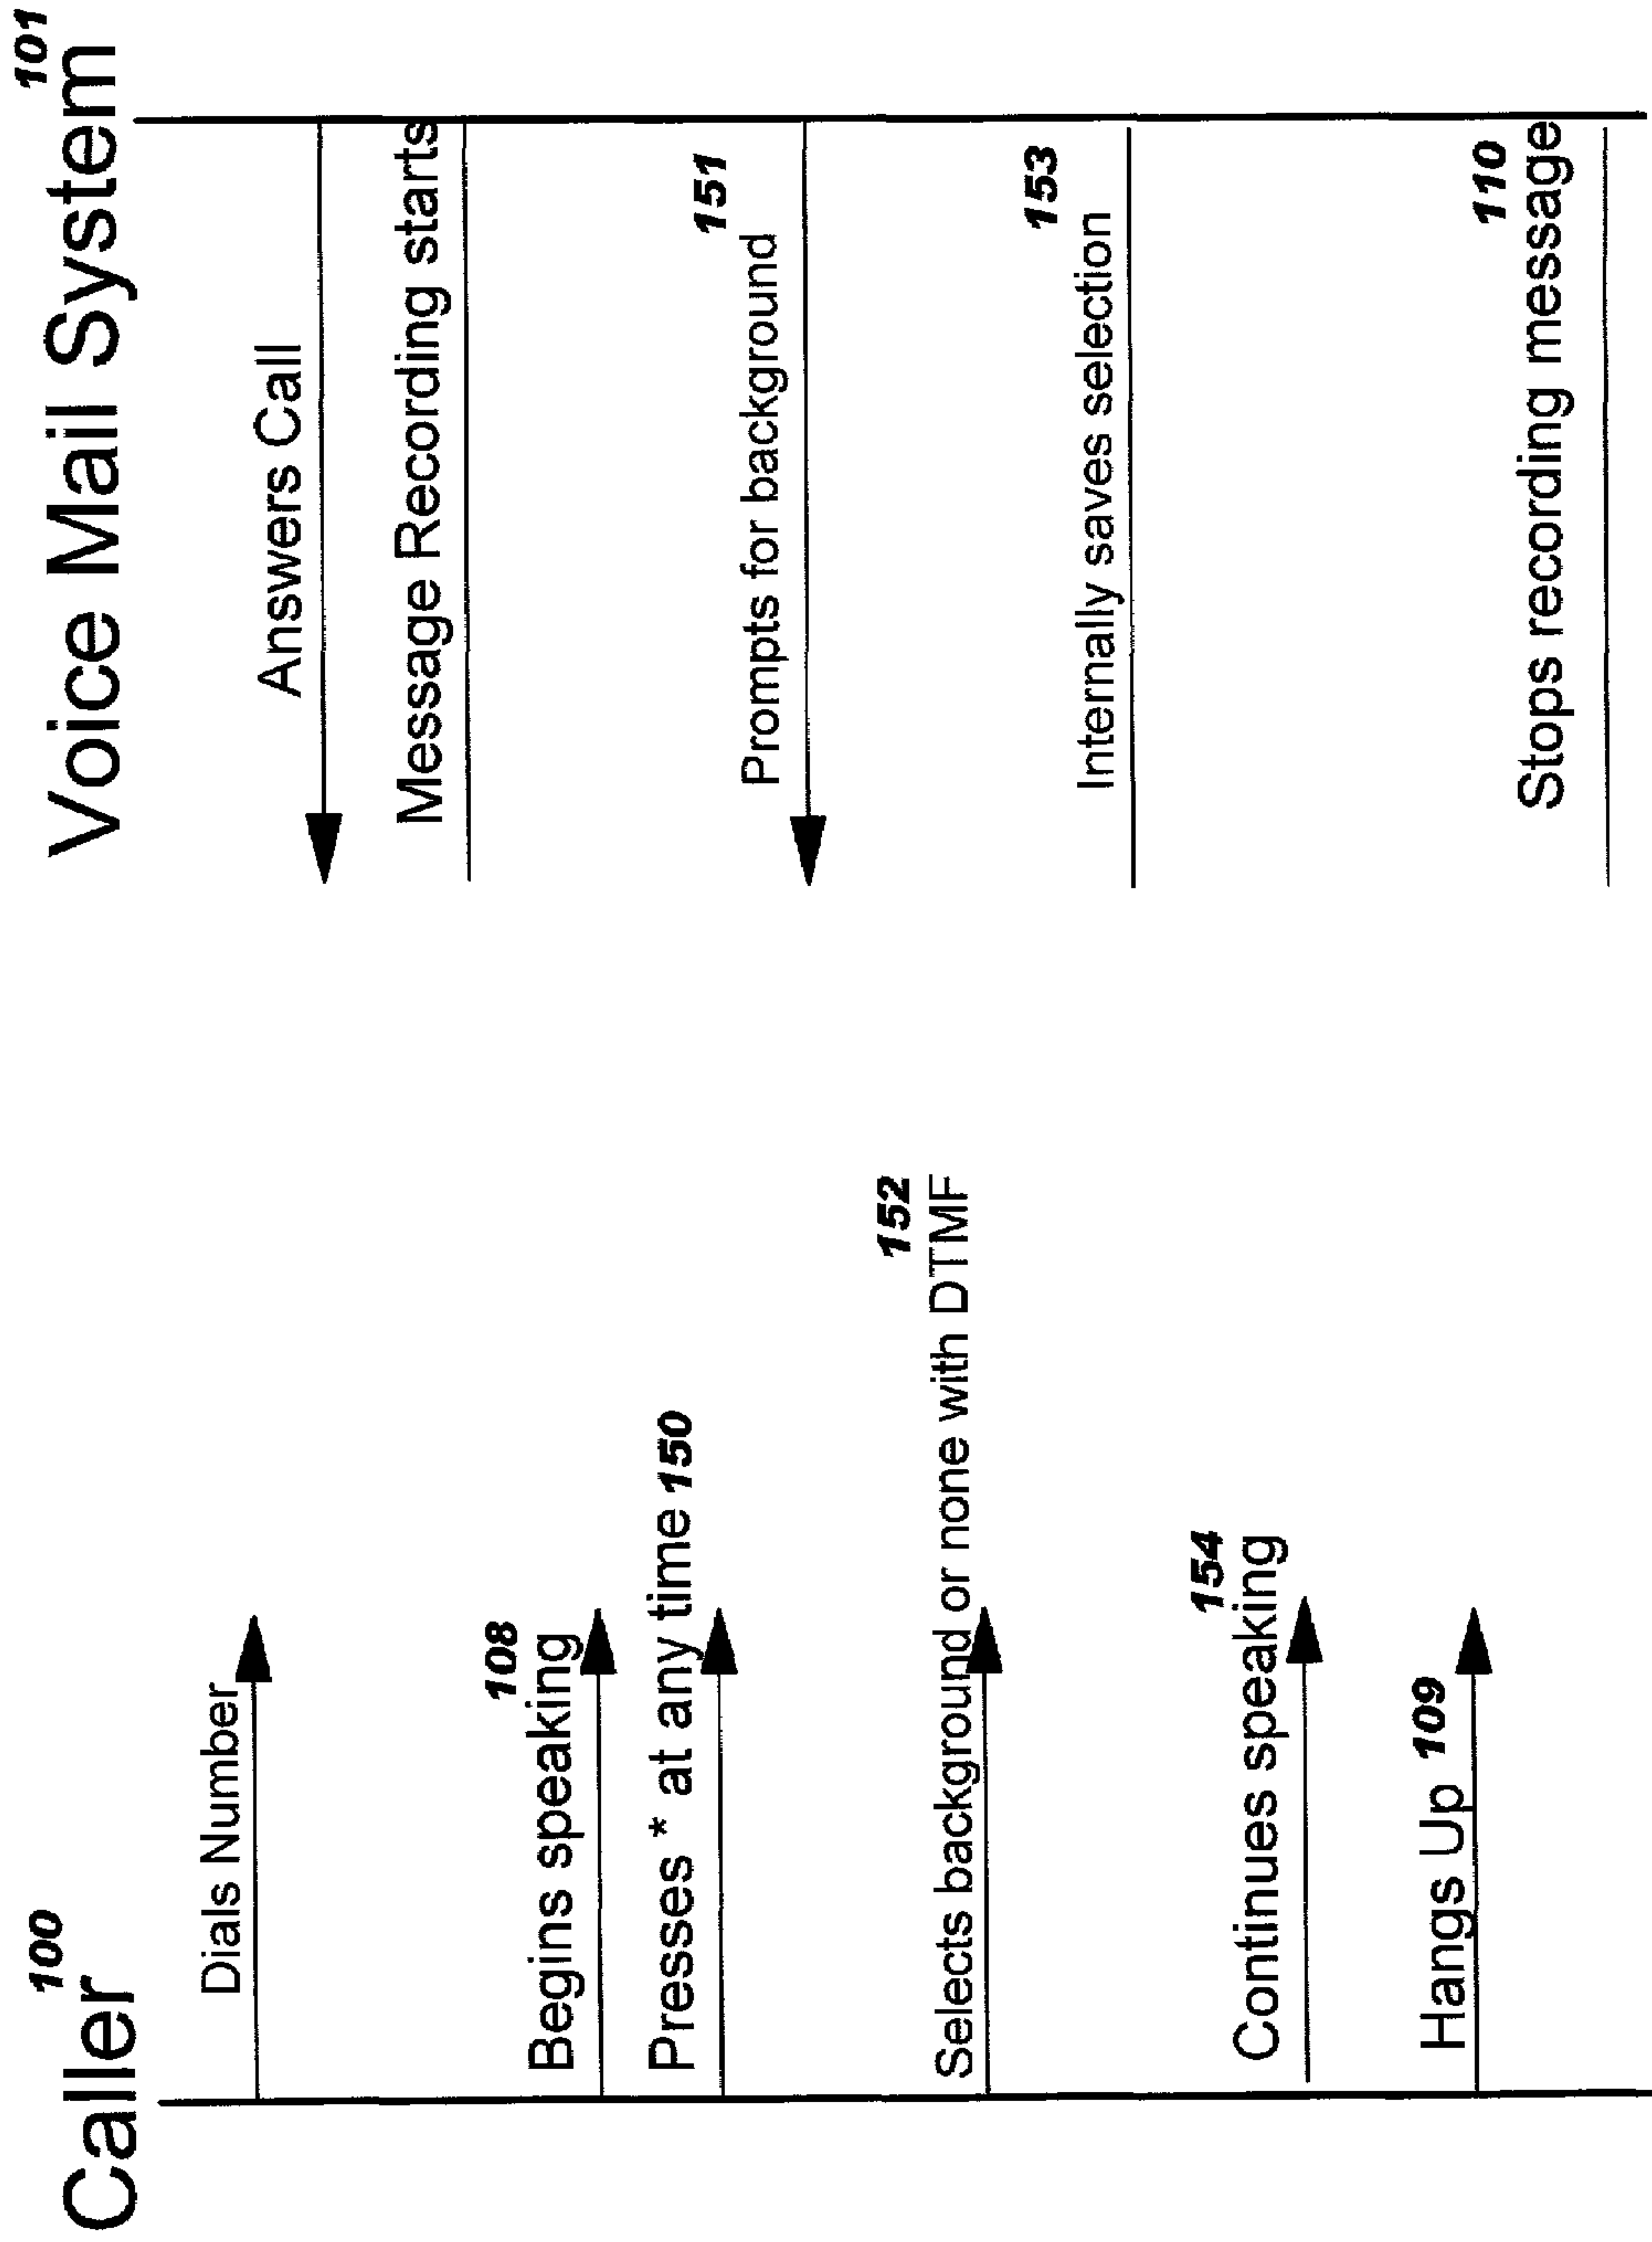 Caller 100
Voice Mail System 101
Dials Number
Answers Call
Message Recording starts
108
Begins speaking
Presses * at any time 150
151
Prompts for background
152
Selects background or none with DTMF
153
Internally saves selection
154
Continues speaking
Hangs Up 109
110
Stops recording message